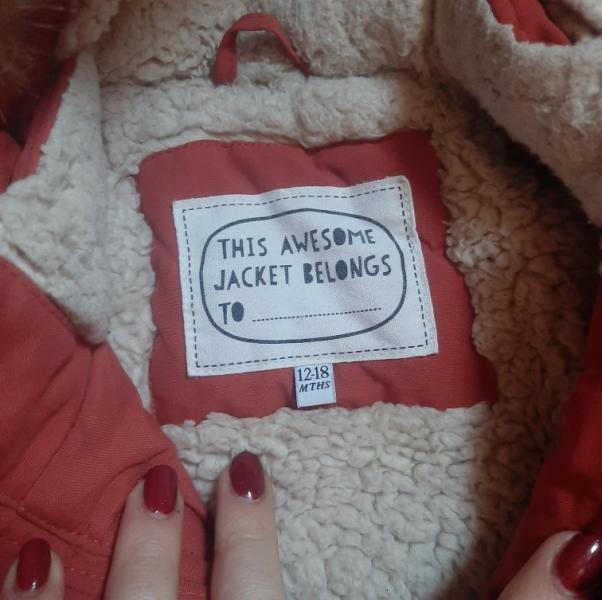 THIS AWESOME
JACKET BELONGS
TO
12-18
MTHS